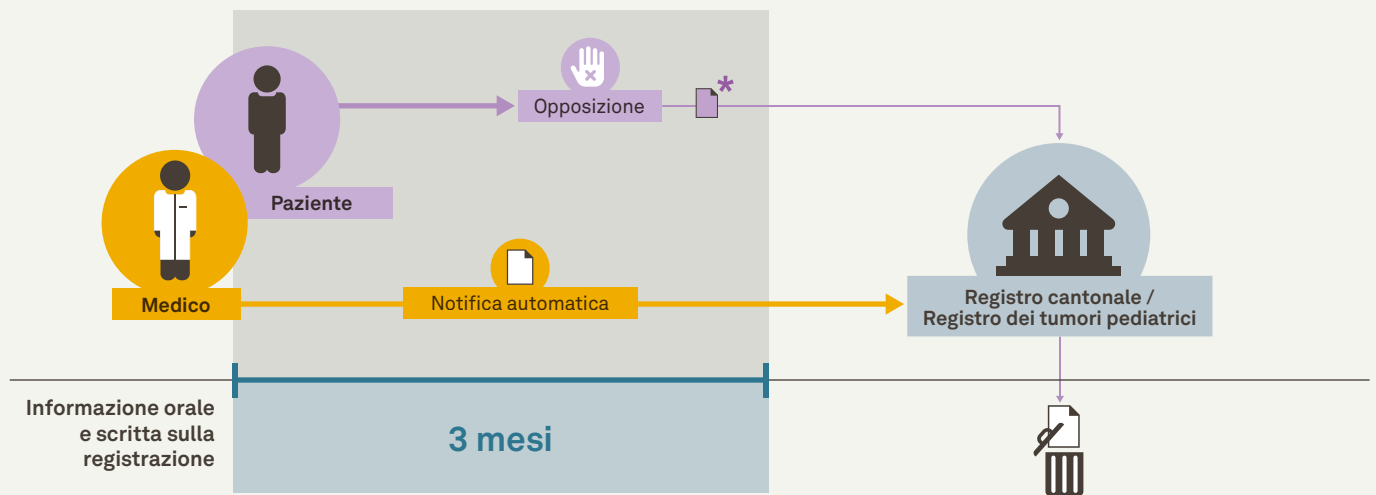 Opposizione
*
Paziente
Medico
Notifica automatica
Registro cantonale /
Registro dei tumori pediatrici
Informazione orale
e scritta sulla
registrazione
3 mesi